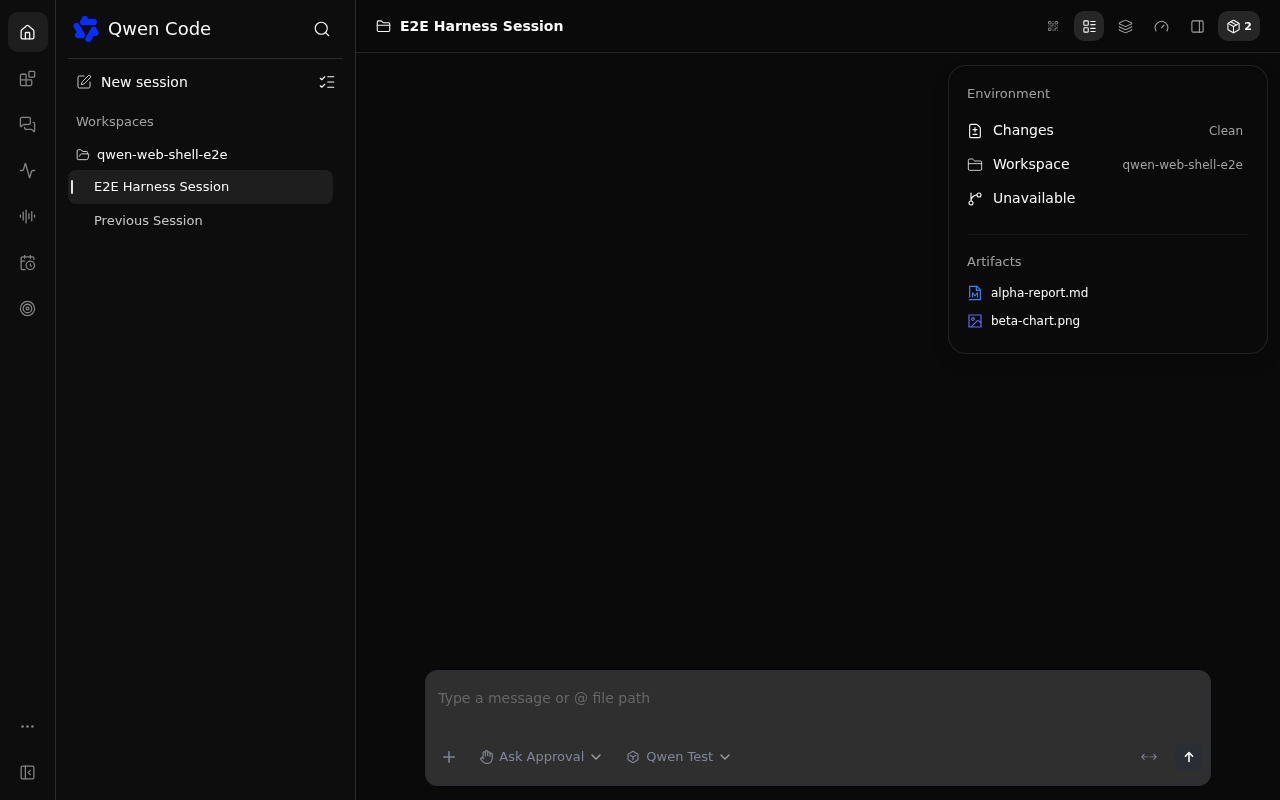 Qwen Code
New session
Workspaces
qwen-web-shell-e2e
E2E Harness Session
Previous Session
E2E Harness Session
2
Environment
Changes Clean
Workspace qwen-web-shell-e2e
Unavailable
Artifacts
alpha-report.md
beta-chart.png
Type a message or @ file path
Ask Approval
Qwen Test